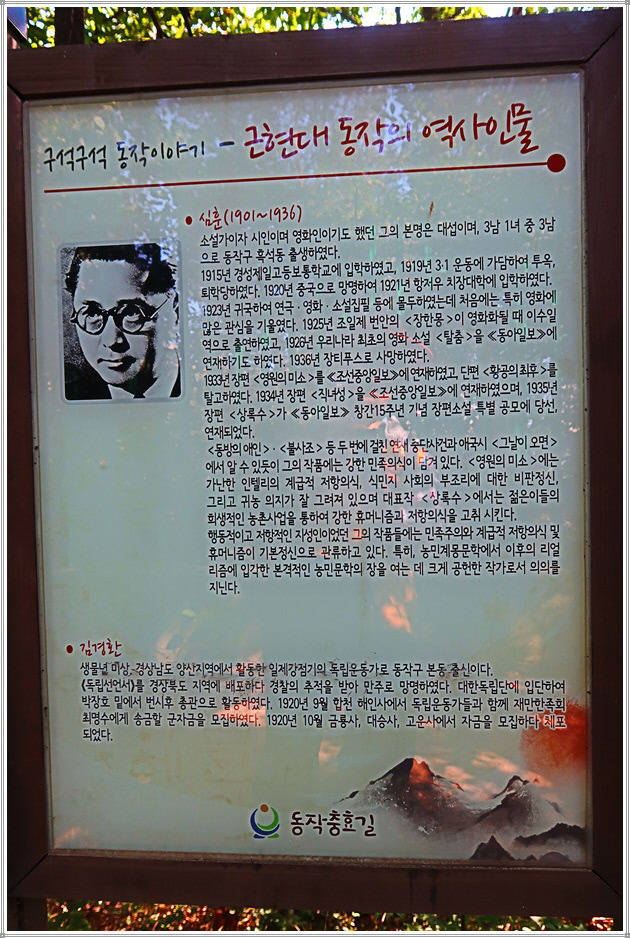 구석구석 동작이야기 - 근현대 동작의 역사인물
심훈(1901~1936)
소설가이자 시인이며 영화인이기도 했던 그의 본명은 대섭이며, 3남 1녀 중 3남
으로 동작구 흑석동 출생하였다.
1915년 경성제일고등보통학교에 입학하였고, 1919년 3·1 운동에 가담하여 투옥,
퇴학당하였다. 1920년 중국으로 망명하여 1921년 항저우 치장대학에 입학하였다.
1923년 귀국하여 연극·영화·소설집필 등에 몰두하였는데 처음에는 특히 영화에
많은 관심을 기울였다. 1925년 조일제 번안의 <장한몽>이 영화화될 때 이수일
역으로 출연하였고, 1926년 우리나라 최초의 영화 소설 <탈춤>을 ≪동아일보≫에
연재하기도 하였다. 1936년 장티푸스로 사망하였다.
1933년 장편 <영원의 미소>를 ≪조선중앙일보≫에 연재하였고, 단편 <황공의 최후>를
탈고하였다. 1934년 장편 <직녀성>을 ≪조선중앙일보≫에 연재하였으며, 1935년
장편 <상록수>가 ≪동아일보≫ 창간15주년 기념 장편소설 특별 공모에 당선,
연재되었다.
<동방의 애인>·<불사조> 등 두 번에 걸친 연재 중단사건과 애국시 <그날이 오면>
에서 알 수 있듯이 그의 작품에는 강한 민족의식이 담겨 있다. <영원의 미소>에는
가난한 인텔리의 계급적 저항의식, 식민지 사회의 부조리에 대한 비판정신,
그리고 귀농 의지가 잘 그려져 있으며 대표작 <상록수>에서는 젊은이들의
희생적인 농촌사업을 통하여 강한 휴머니즘과 저항의식을 고취 시킨다.
행동적이고 저항적인 지성인이었던 그의 작품들에는 민족주의와 계급적 저항의식 및
휴머니즘이 기본정신으로 관류하고 있다. 특히, 농민계몽문학에서 이후의 리얼
리즘에 입각한 본격적인 농민문학의 장을 여는 데 크게 공헌한 작가로서 의의를
지닌다.
김경환
생몰년 미상. 경상남도 양산지역에서 활동한 일제강점기의 독립운동가로 동작구 본동 출신이다.
《독립선언서》를 경상북도 지역에 배포하다 경찰의 추적을 받아 만주로 망명하였다. 대한독립단에 입단하여
박장호 밑에서 번시후 총관으로 활동하였다. 1920년 9월 합천 해인사에서 독립운동가들과 함께 재만한족회
최명수에게 송금할 군자금을 모집하였다. 1920년 10월 금룡사, 대승사, 고운사에서 자금을 모집하다 체포
되었다.
동작충효길